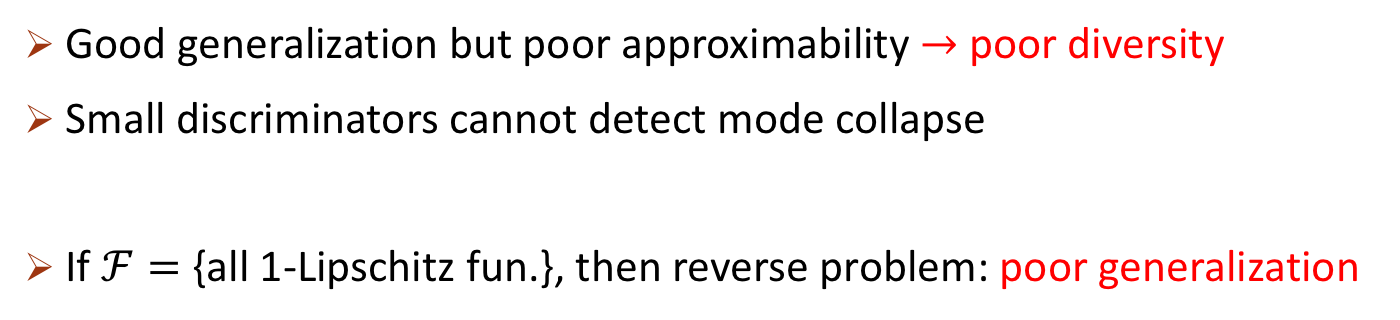 ➢ Good generalization but poor approximability → poor diversity
➢ Small discriminators cannot detect mode collapse
➢ If ℱ = {all 1-Lipschitz fun.}, then reverse problem: poor generalization